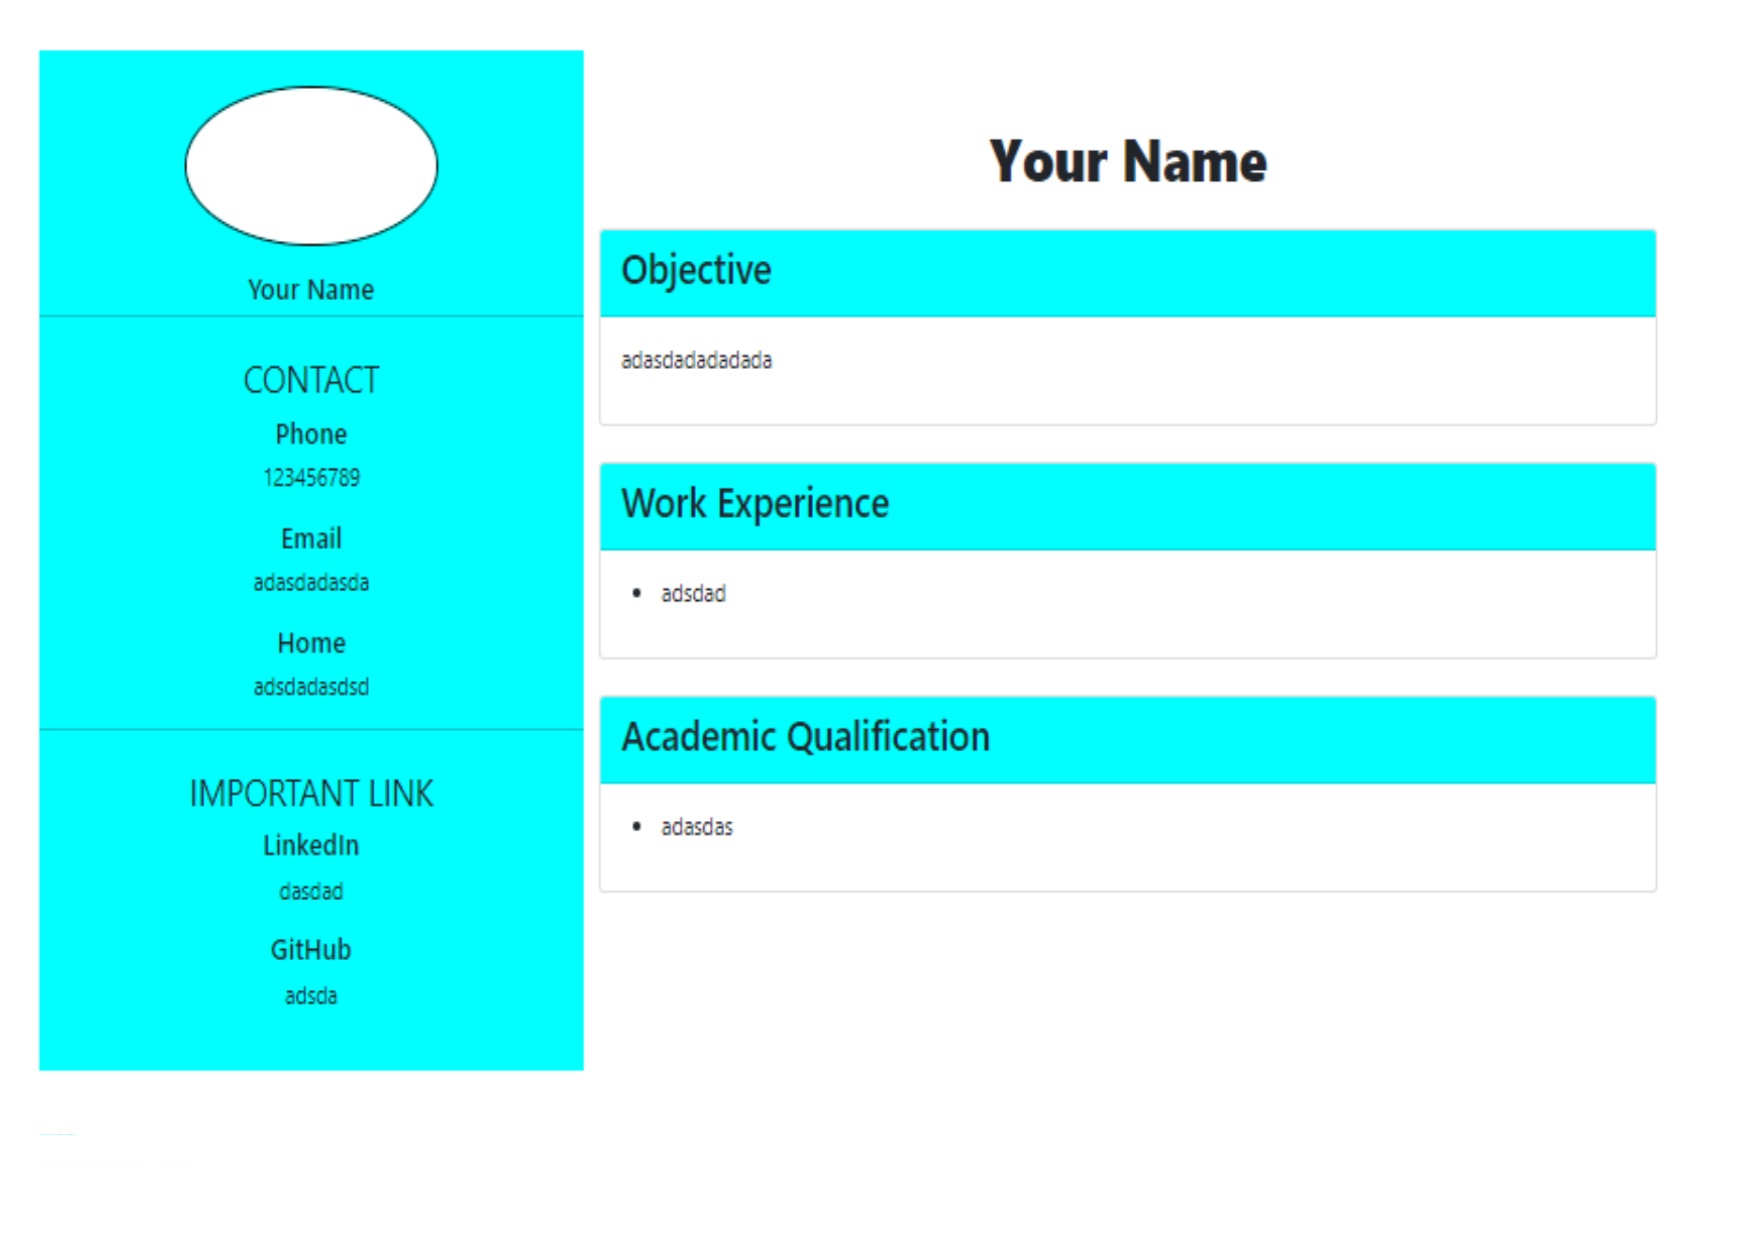 Your Name
CONTACT
Phone
123456789
Email
adasdadasda
Home
adsdadasdsd
IMPORTANT LINK
LinkedIn
dasdad
GitHub
adsda
Your Name
Objective
adasdadadadada
Work Experience
• adsdad
Academic Qualification
• adasdas